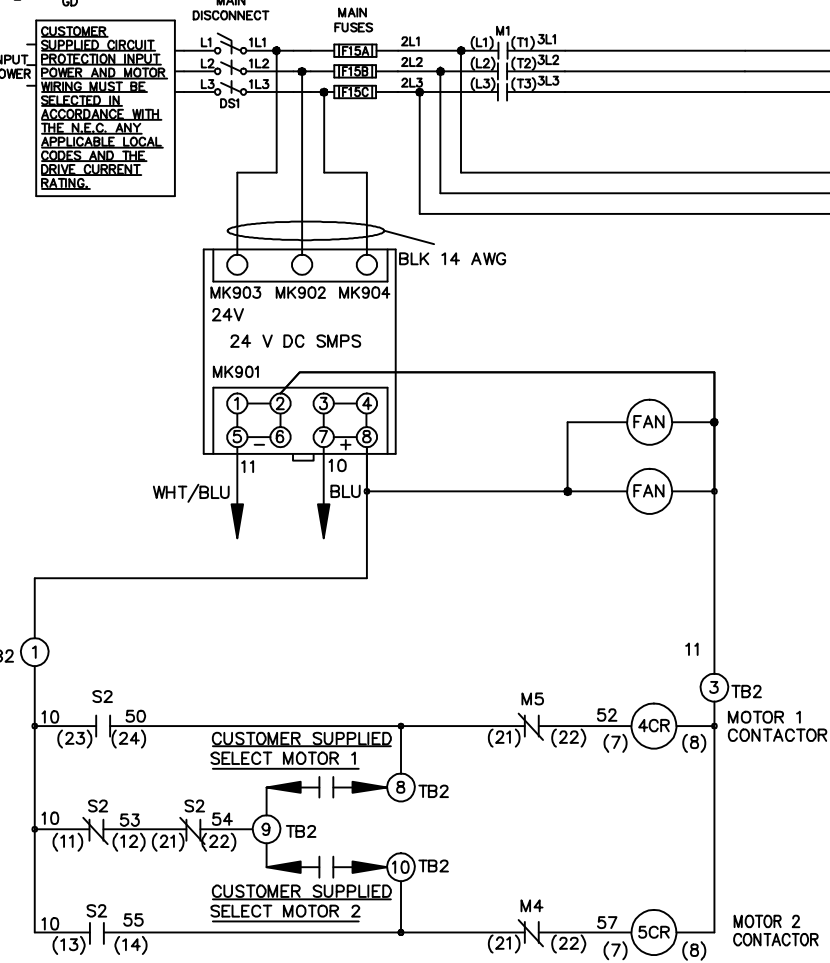 GD
MAIN
DISCONNECT
MAIN
FUSES
CUSTOMER
SUPPLIED CIRCUIT
PROTECTION INPUT
POWER AND MOTOR
WIRING MUST BE
SELECTED IN
ACCORDANCE WITH
THE N.E.C. ANY
APPLICABLE LOCAL
CODES AND THE
DRIVE CURRENT
RATING.
L1 1L1 F15A 2L1 (L1) M1 (T1) 3L1
L2 1L2 F15B 2L2 (L2) (T2) 3L2
L3 1L3 F15C 2L3 (L3) (T3) 3L3
DS1
BLK 14 AWG
MK903 MK902 MK904
24V
24 V DC SMPS
MK901
1 2 3 4
5 - 6 7 + 8
FAN
FAN
11 10
WHT/BLU BLU
1
11
3 TB2
S2 M5
10 50 52 4CR MOTOR 1
(23) (24) (21) (22) (7) (8) CONTACTOR
CUSTOMER SUPPLIED
SELECT MOTOR 1
8 TB2
S2 S2
10 53 54 9 TB2
(11) (12) (21) (22)
10 TB2
CUSTOMER SUPPLIED
SELECT MOTOR 2
S2 M4
10 55 57 5CR MOTOR 2
(13) (14) (21) (22) (7) (8) CONTACTOR